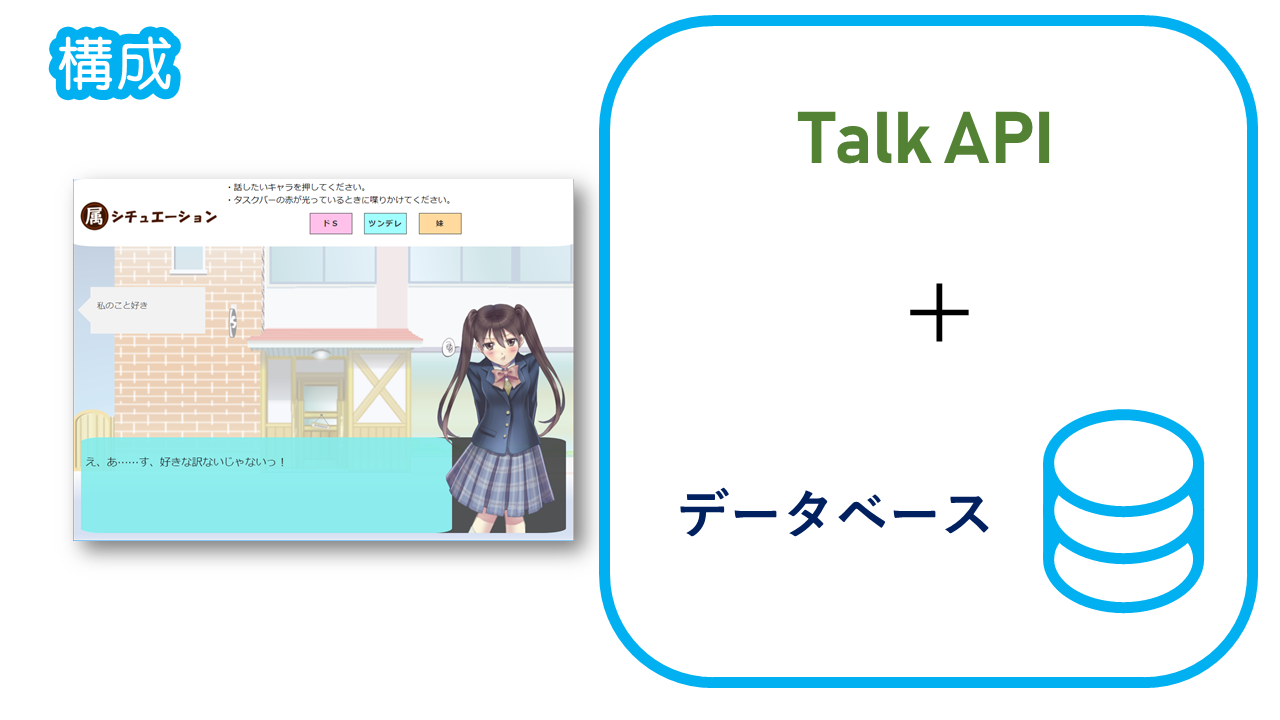 構成
・話したいキャラを押してください。
・タスクバーの赤が光っているときに喋りかけてください。
属 シチュエーション
ドS ツンデレ 妹
私のこと好き
え、あ……す、好きな訳ないじゃないっ！
Talk API
＋
データベース